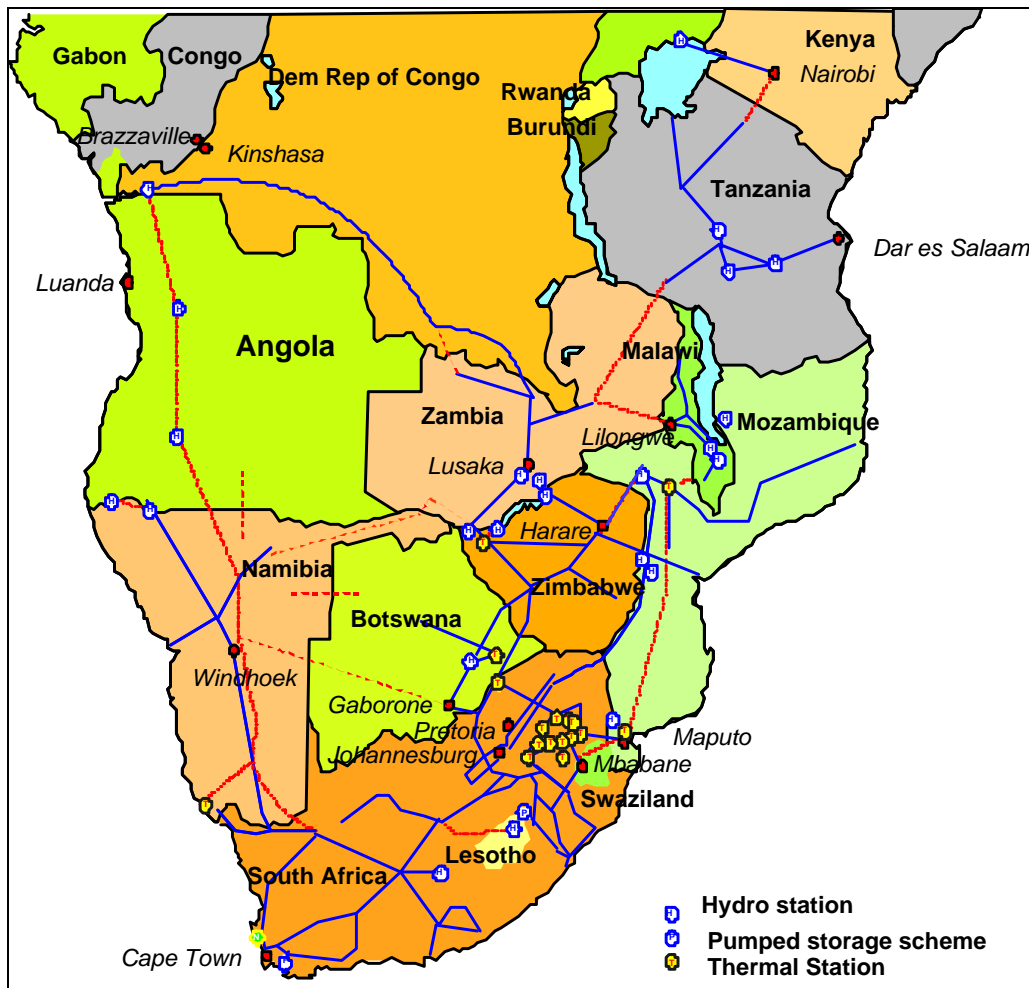 Gabon
Congo
Dem Rep of Congo
Kenya
Nairobi
Rwanda
Burundi
Brazzaville
Kinshasa
Tanzania
Dar es Salaam
Luanda
Angola
Malawi
Zambia
Mozambique
Lilongwe
Lusaka
Harare
Namibia
Zimbabwe
Botswana
Windhoek
Gaborone
Pretoria
Johannesburg
Maputo
Mbabane
Swaziland
Lesotho
South Africa
Cape Town
H Hydro station
P Pumped storage scheme
T Thermal Station